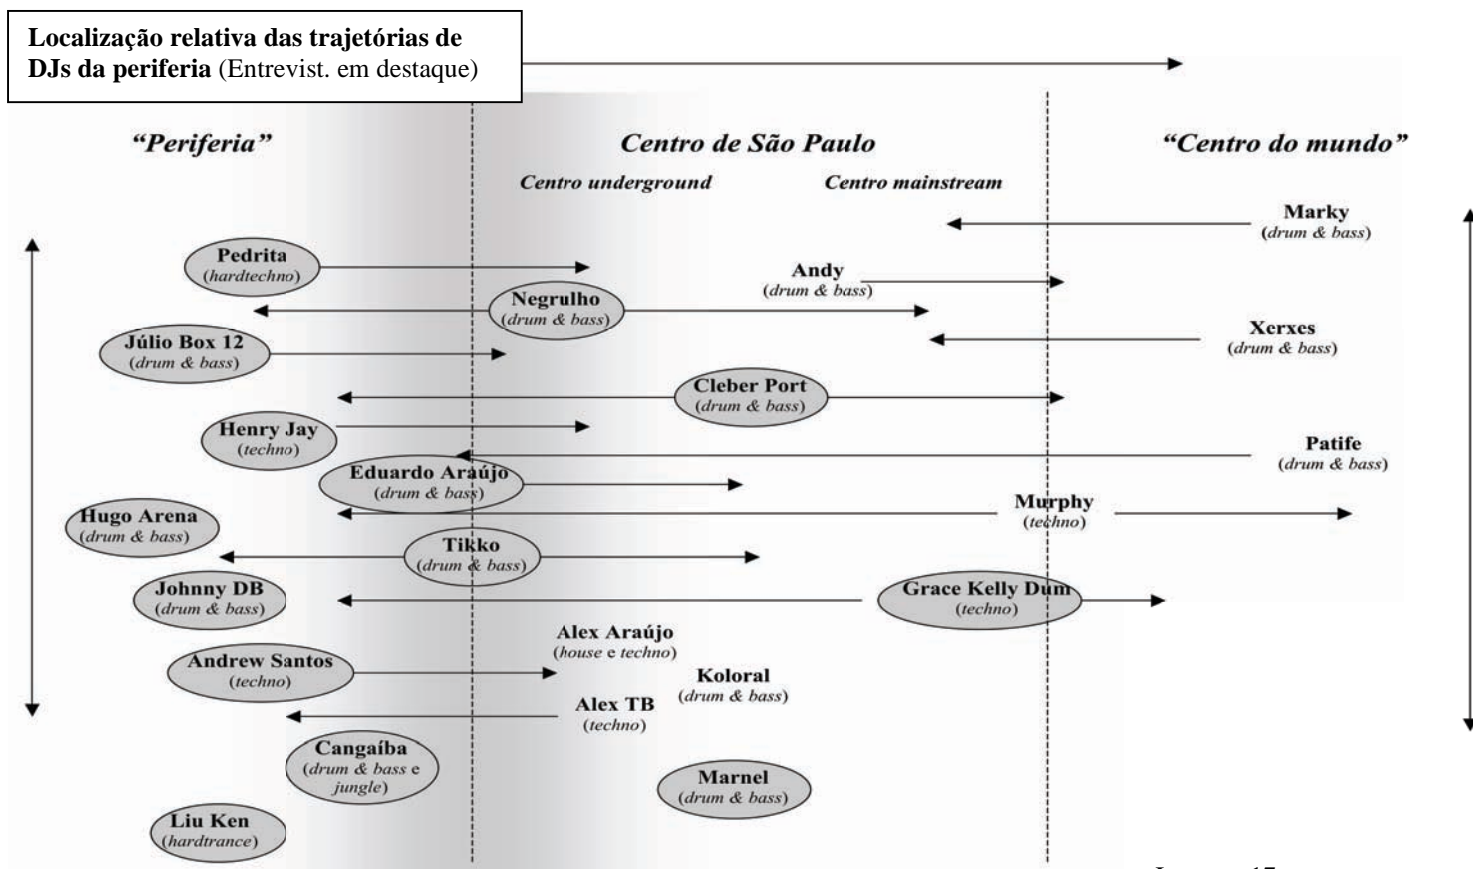 Localização relativa das trajetórias de
DJs da periferia (Entrevist. em destaque)
“Periferia”
Centro de São Paulo
“Centro do mundo”
Centro underground
Centro mainstream
Marky
(drum & bass)
Pedrita
(hardtechno)
Andy
(drum & bass)
Negrulho
(drum & bass)
Xerxes
(drum & bass)
Júlio Box 12
(drum & bass)
Cleber Port
(drum & bass)
Henry Jay
(techno)
Patife
(drum & bass)
Eduardo Araújo
(drum & bass)
Murphy
(techno)
Hugo Arena
(drum & bass)
Tikko
(drum & bass)
Johnny DB
(drum & bass)
Grace Kelly Dum
(techno)
Alex Araújo
(house e techno)
Andrew Santos
(techno)
Koloral
(drum & bass)
Alex TB
(techno)
Cangaíba
(drum & bass e
jungle)
Marnel
(drum & bass)
Liu Ken
(hardtrance)